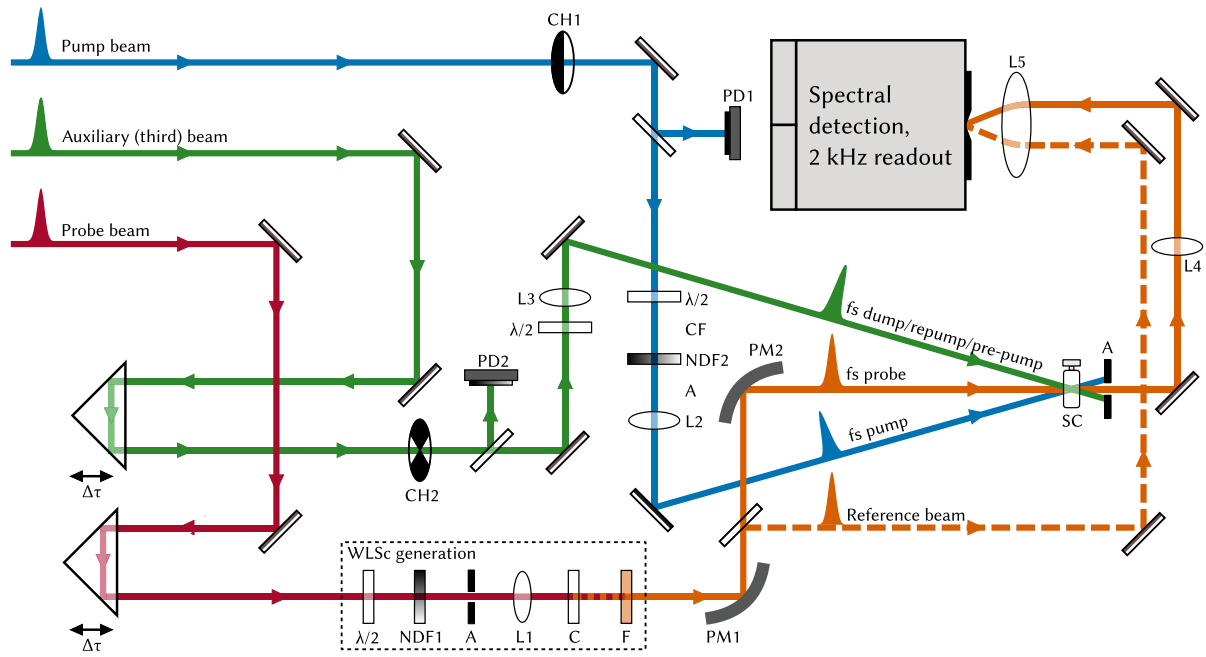 CH1
Pump beam
L5
PD1
Spectral
detection,
2 kHz readout
Auxiliary (third) beam
Probe beam
L4
L3
λ/2
λ/2
fs dump/repump/pre-pump
CF
PM2
A
PD2
NDF2
fs probe
A
L2
SC
fs pump
Δτ
CH2
Reference beam
WLSc generation
Δτ
λ/2
NDF1
A
L1
C
F
PM1